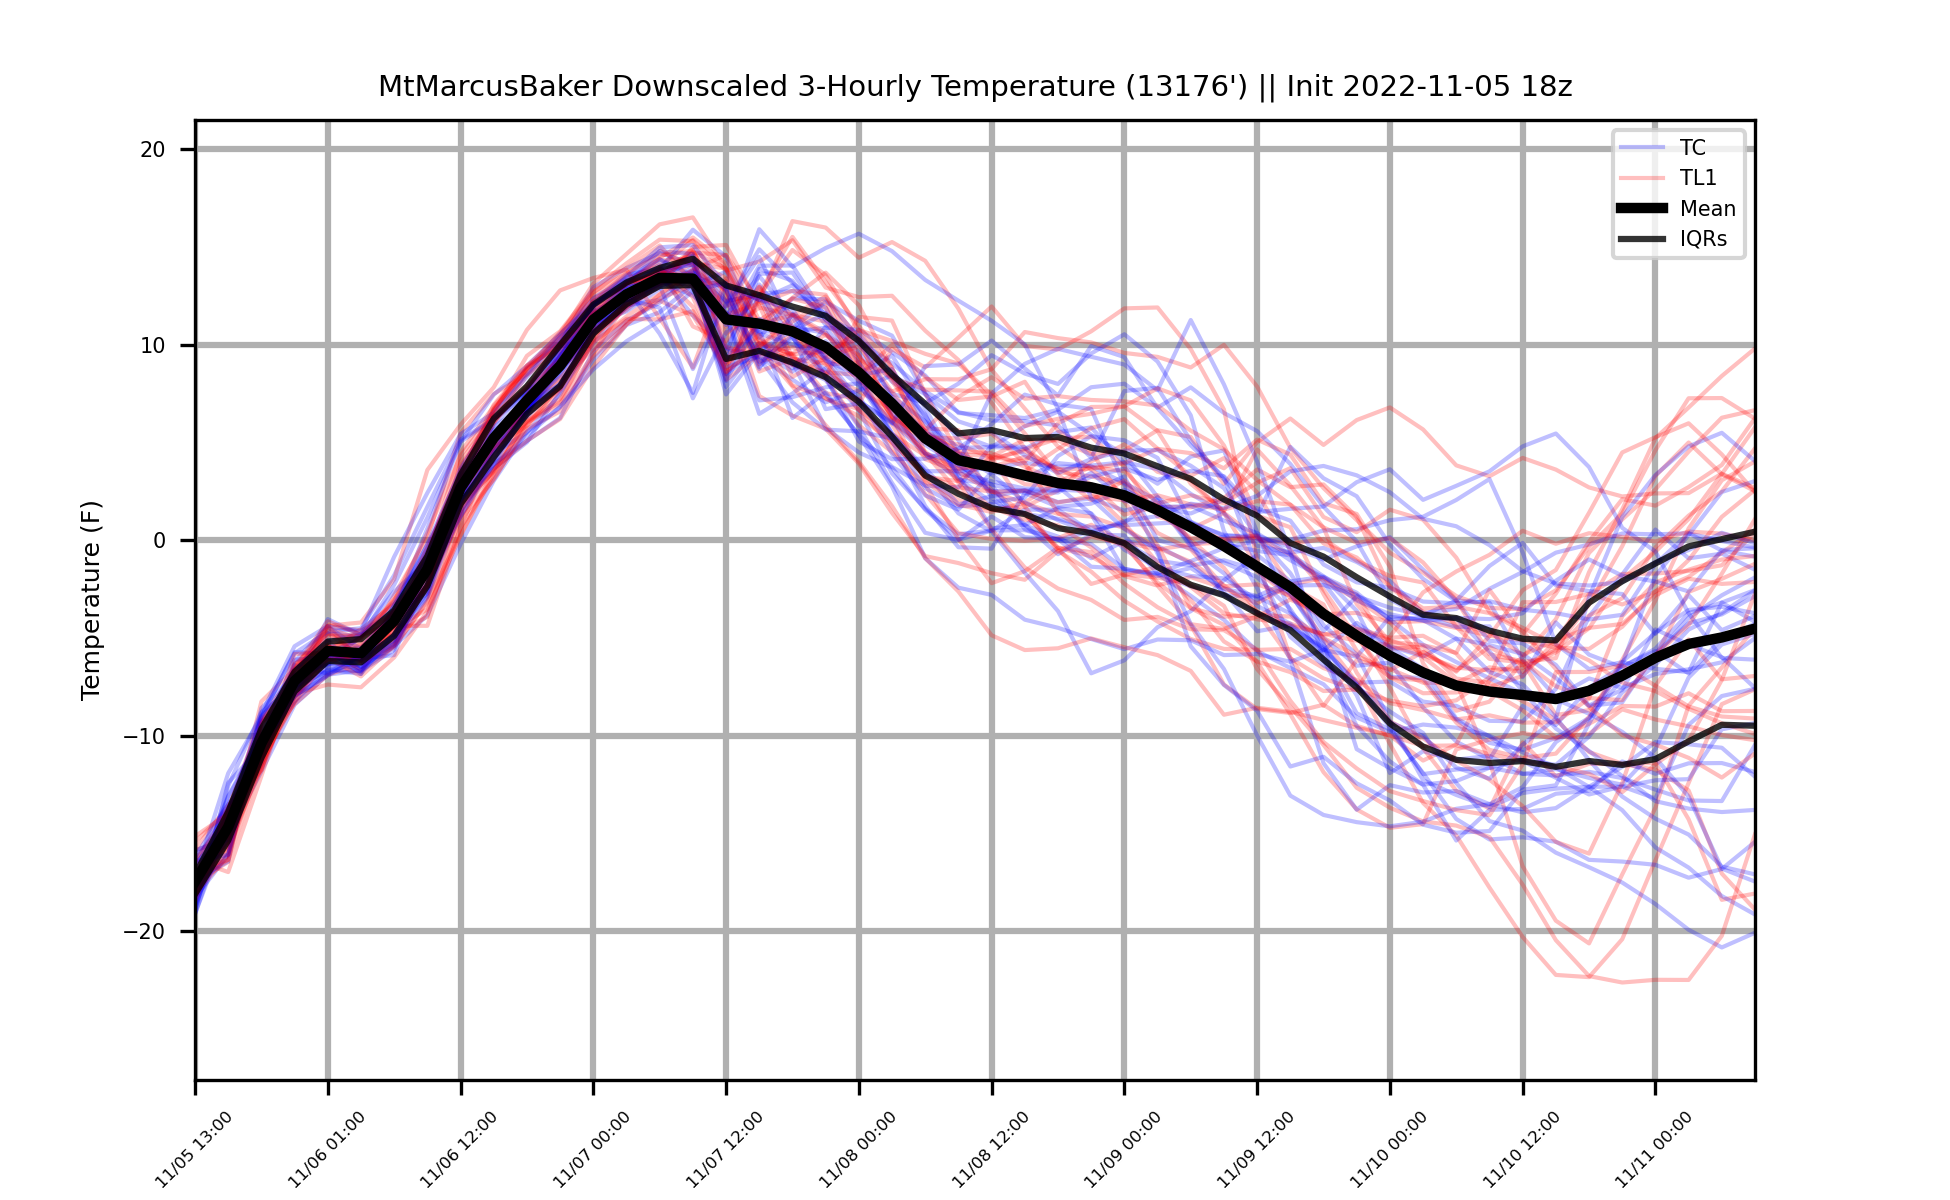 MtMarcusBaker Downscaled 3-Hourly Temperature (13176') || Init 2022-11-05 18z
TC
TL1
Mean
IQRs
Temperature (F)
20
10
0
−10
−20
11/05 13:00
11/06 01:00
11/06 12:00
11/07 00:00
11/07 12:00
11/08 00:00
11/08 12:00
11/09 00:00
11/09 12:00
11/10 00:00
11/10 12:00
11/11 00:00